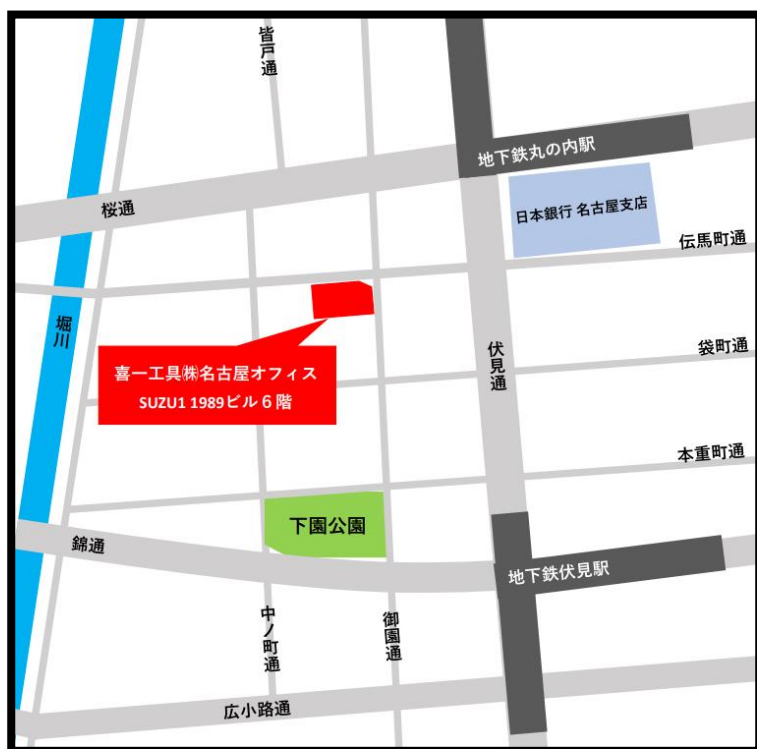 皆戸通
地下鉄丸の内駅
桜通
日本銀行 名古屋支店
伝馬町通
堀川
伏見通
袋町通
喜一工具㈱名古屋オフィス
SUZU1 1989ビル６階
本重町通
下園公園
錦通
地下鉄伏見駅
中ノ町通
御園通
広小路通